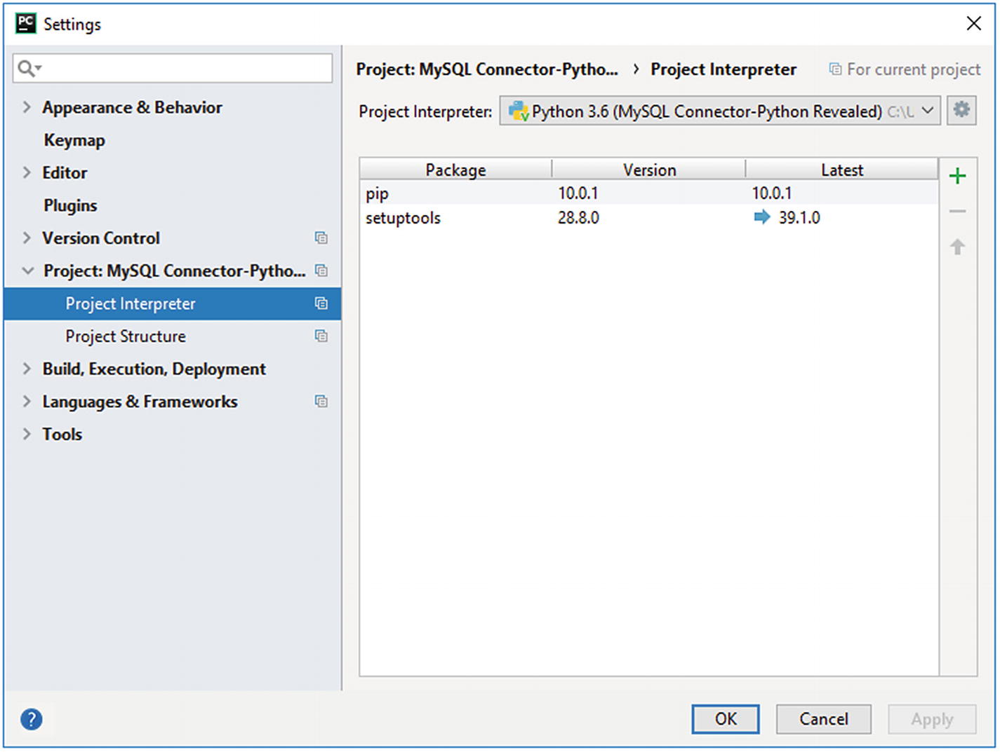 PC
Settings
Appearance & Behavior
Keymap
Editor
Plugins
Version Control
Project: MySQL Connector-Pytho...
Project Interpreter
Project Structure
Build, Execution, Deployment
Languages & Frameworks
Tools
Project: MySQL Connector-Pytho... › Project Interpreter For current project
Project Interpreter: Python 3.6 (MySQL Connector-Python Revealed) C:\U
Package Version Latest
pip 10.0.1 10.0.1
setuptools 28.8.0 39.1.0
?
OK Cancel Apply